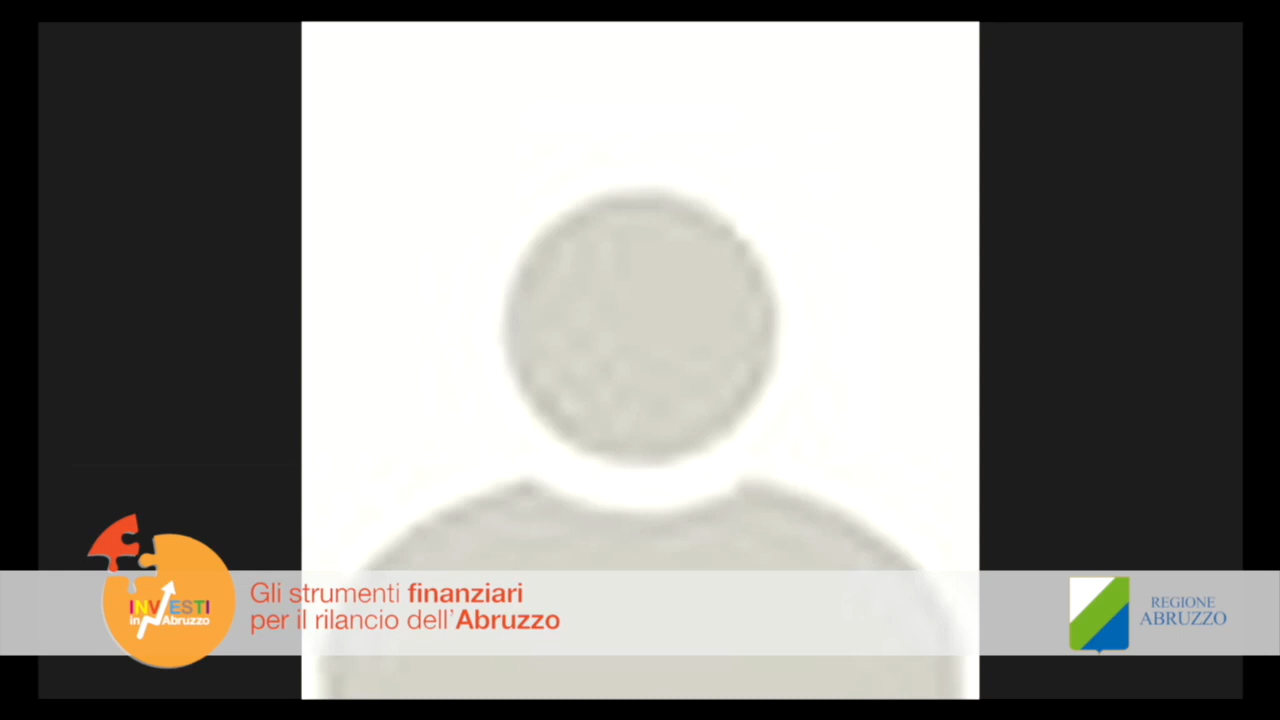 INVESTI
in Abruzzo
Gli strumenti finanziari
per il rilancio dell'Abruzzo
REGIONE
ABRUZZO